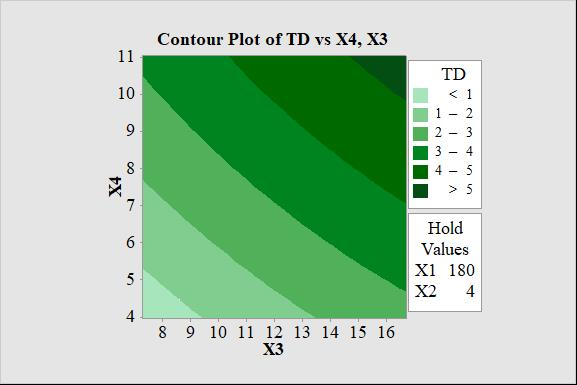 Contour Plot of TD vs X4, X3
11
10
9
8
7
6
5
4
X4
8 9 10 11 12 13 14 15 16
X3
TD
< 1
1 – 2
2 – 3
3 – 4
4 – 5
> 5
Hold
Values
X1 180
X2 4